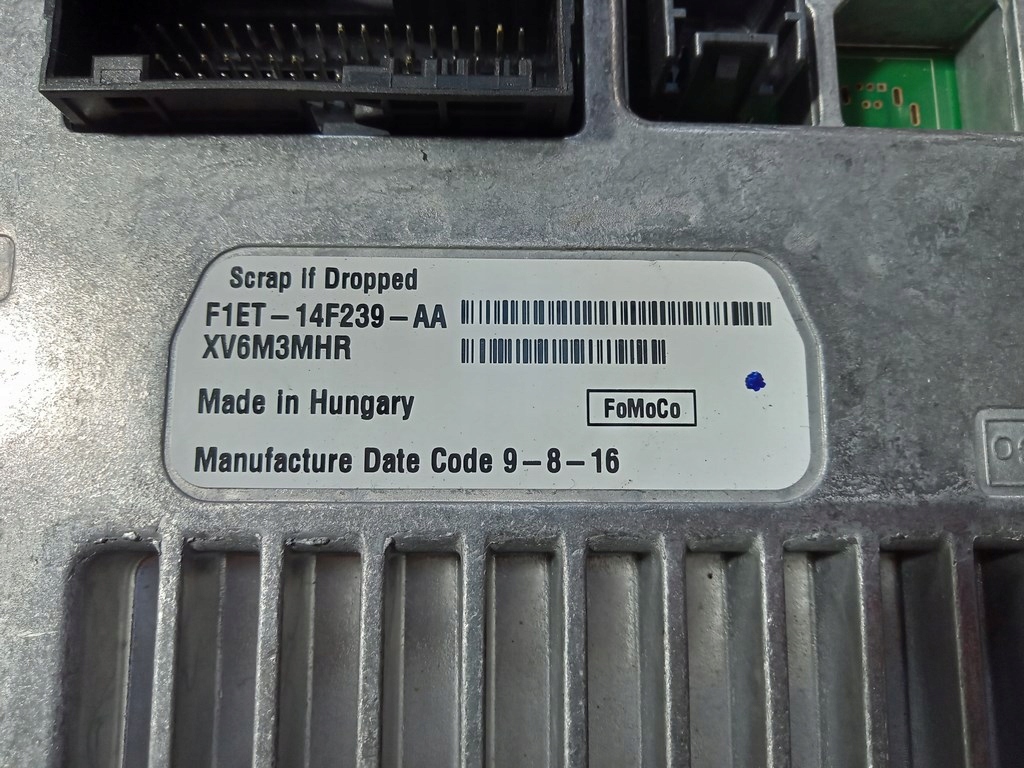 Scrap if Dropped
F1ET-14F239-AA
XV6M3MHR
Made in Hungary
FoMoCo
Manufacture Date Code 9-8-16